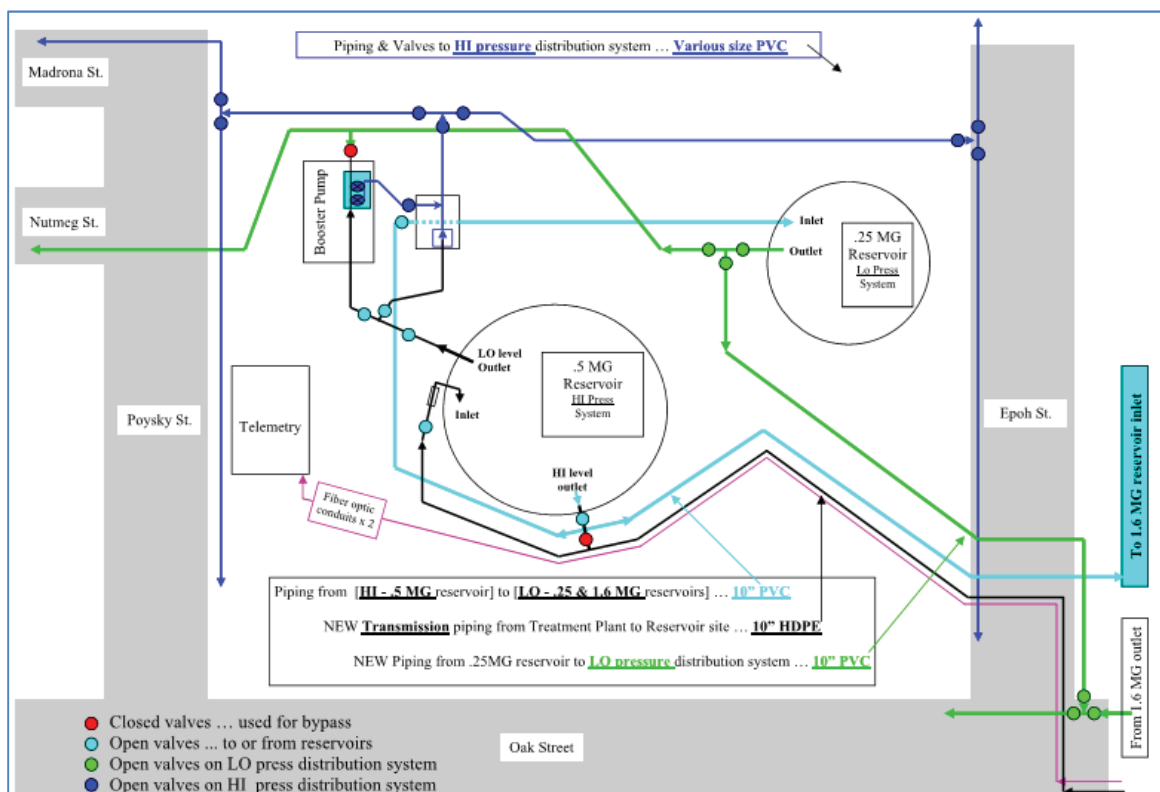 Piping & Valves to HI pressure distribution system … Various size PVC
Madrona St.
Nutmeg St.
Booster Pump
Inlet
Outlet
.25 MG
Reservoir
Lo Press
System
LO level
Outlet
Inlet
.5 MG
Reservoir
HI Press
System
Poysky St.
Telemetry
Epoh St.
HI level
outlet
Fiber optic
conduits x 2
To 1.6 MG reservoir inlet
Piping from [HI - .5 MG reservoir] to [LO - .25 & 1.6 MG reservoirs] … 10” PVC
NEW Transmission piping from Treatment Plant to Reservoir site … 10” HDPE
NEW Piping from .25MG reservoir to LO pressure distribution system … 10” PVC
From 1.6 MG outlet
Closed valves … used for bypass
Open valves ... to or from reservoirs
Open valves on LO press distribution system
Open valves on HI press distribution system
Oak Street